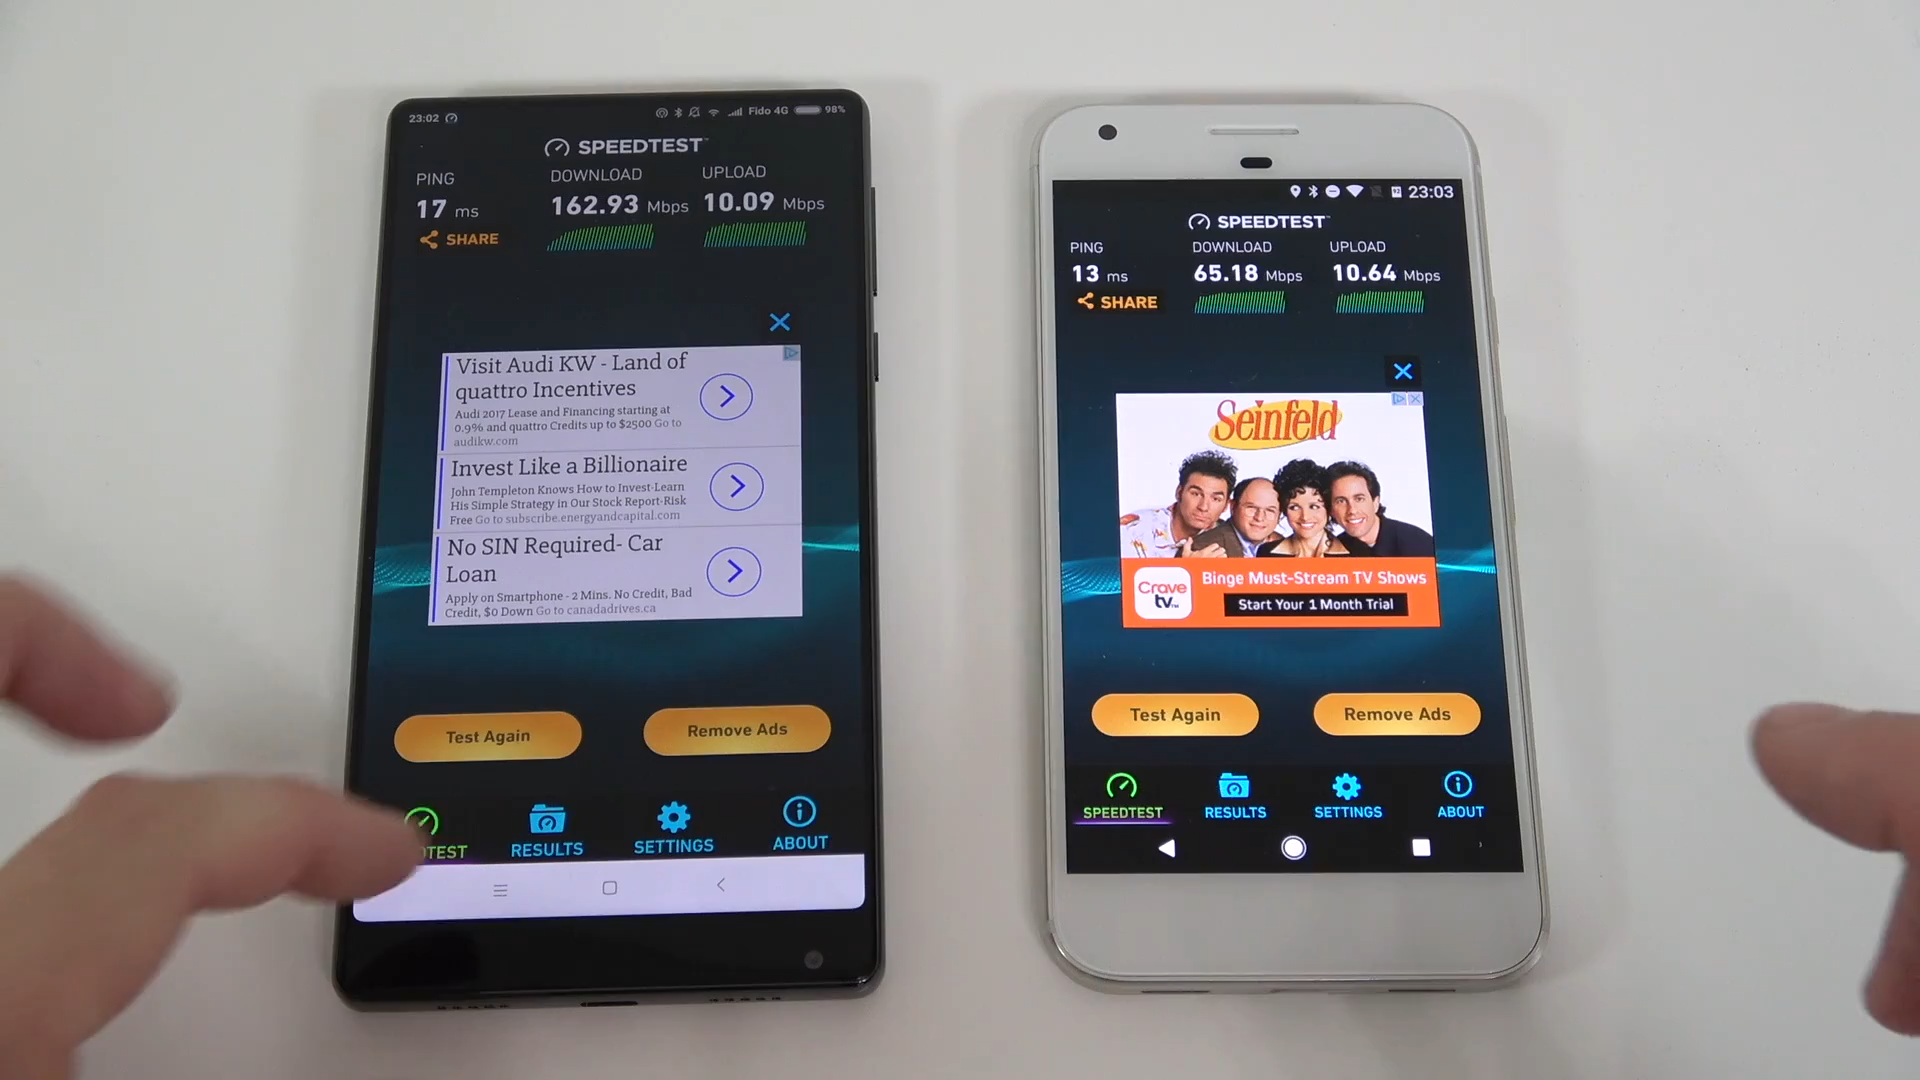 23:02
Fido 4G 98%
SPEEDTEST™
PING DOWNLOAD UPLOAD
17 ms 162.93 Mbps 10.09 Mbps
SHARE
Visit Audi KW - Land of
quattro Incentives
Audi 2017 Lease and Financing starting at
0.9% and quattro Credits up to $2500 Go to
audikw.com
Invest Like a Billionaire
John Templeton Knows How to Invest-Learn
His Simple Strategy in Our Stock Report-Risk
Free Go to subscribe.energyandcapital.com
No SIN Required- Car
Loan
Apply on Smartphone - 2 Mins. No Credit, Bad
Credit, $0 Down Go to canadadrives.ca
Test Again Remove Ads
DTEST RESULTS SETTINGS ABOUT
23:03
SPEEDTEST™
PING DOWNLOAD UPLOAD
13 ms 65.18 Mbps 10.64 Mbps
SHARE
Seinfeld
Crave
tv™
Binge Must-Stream TV Shows
Start Your 1 Month Trial
Test Again Remove Ads
SPEEDTEST RESULTS SETTINGS ABOUT